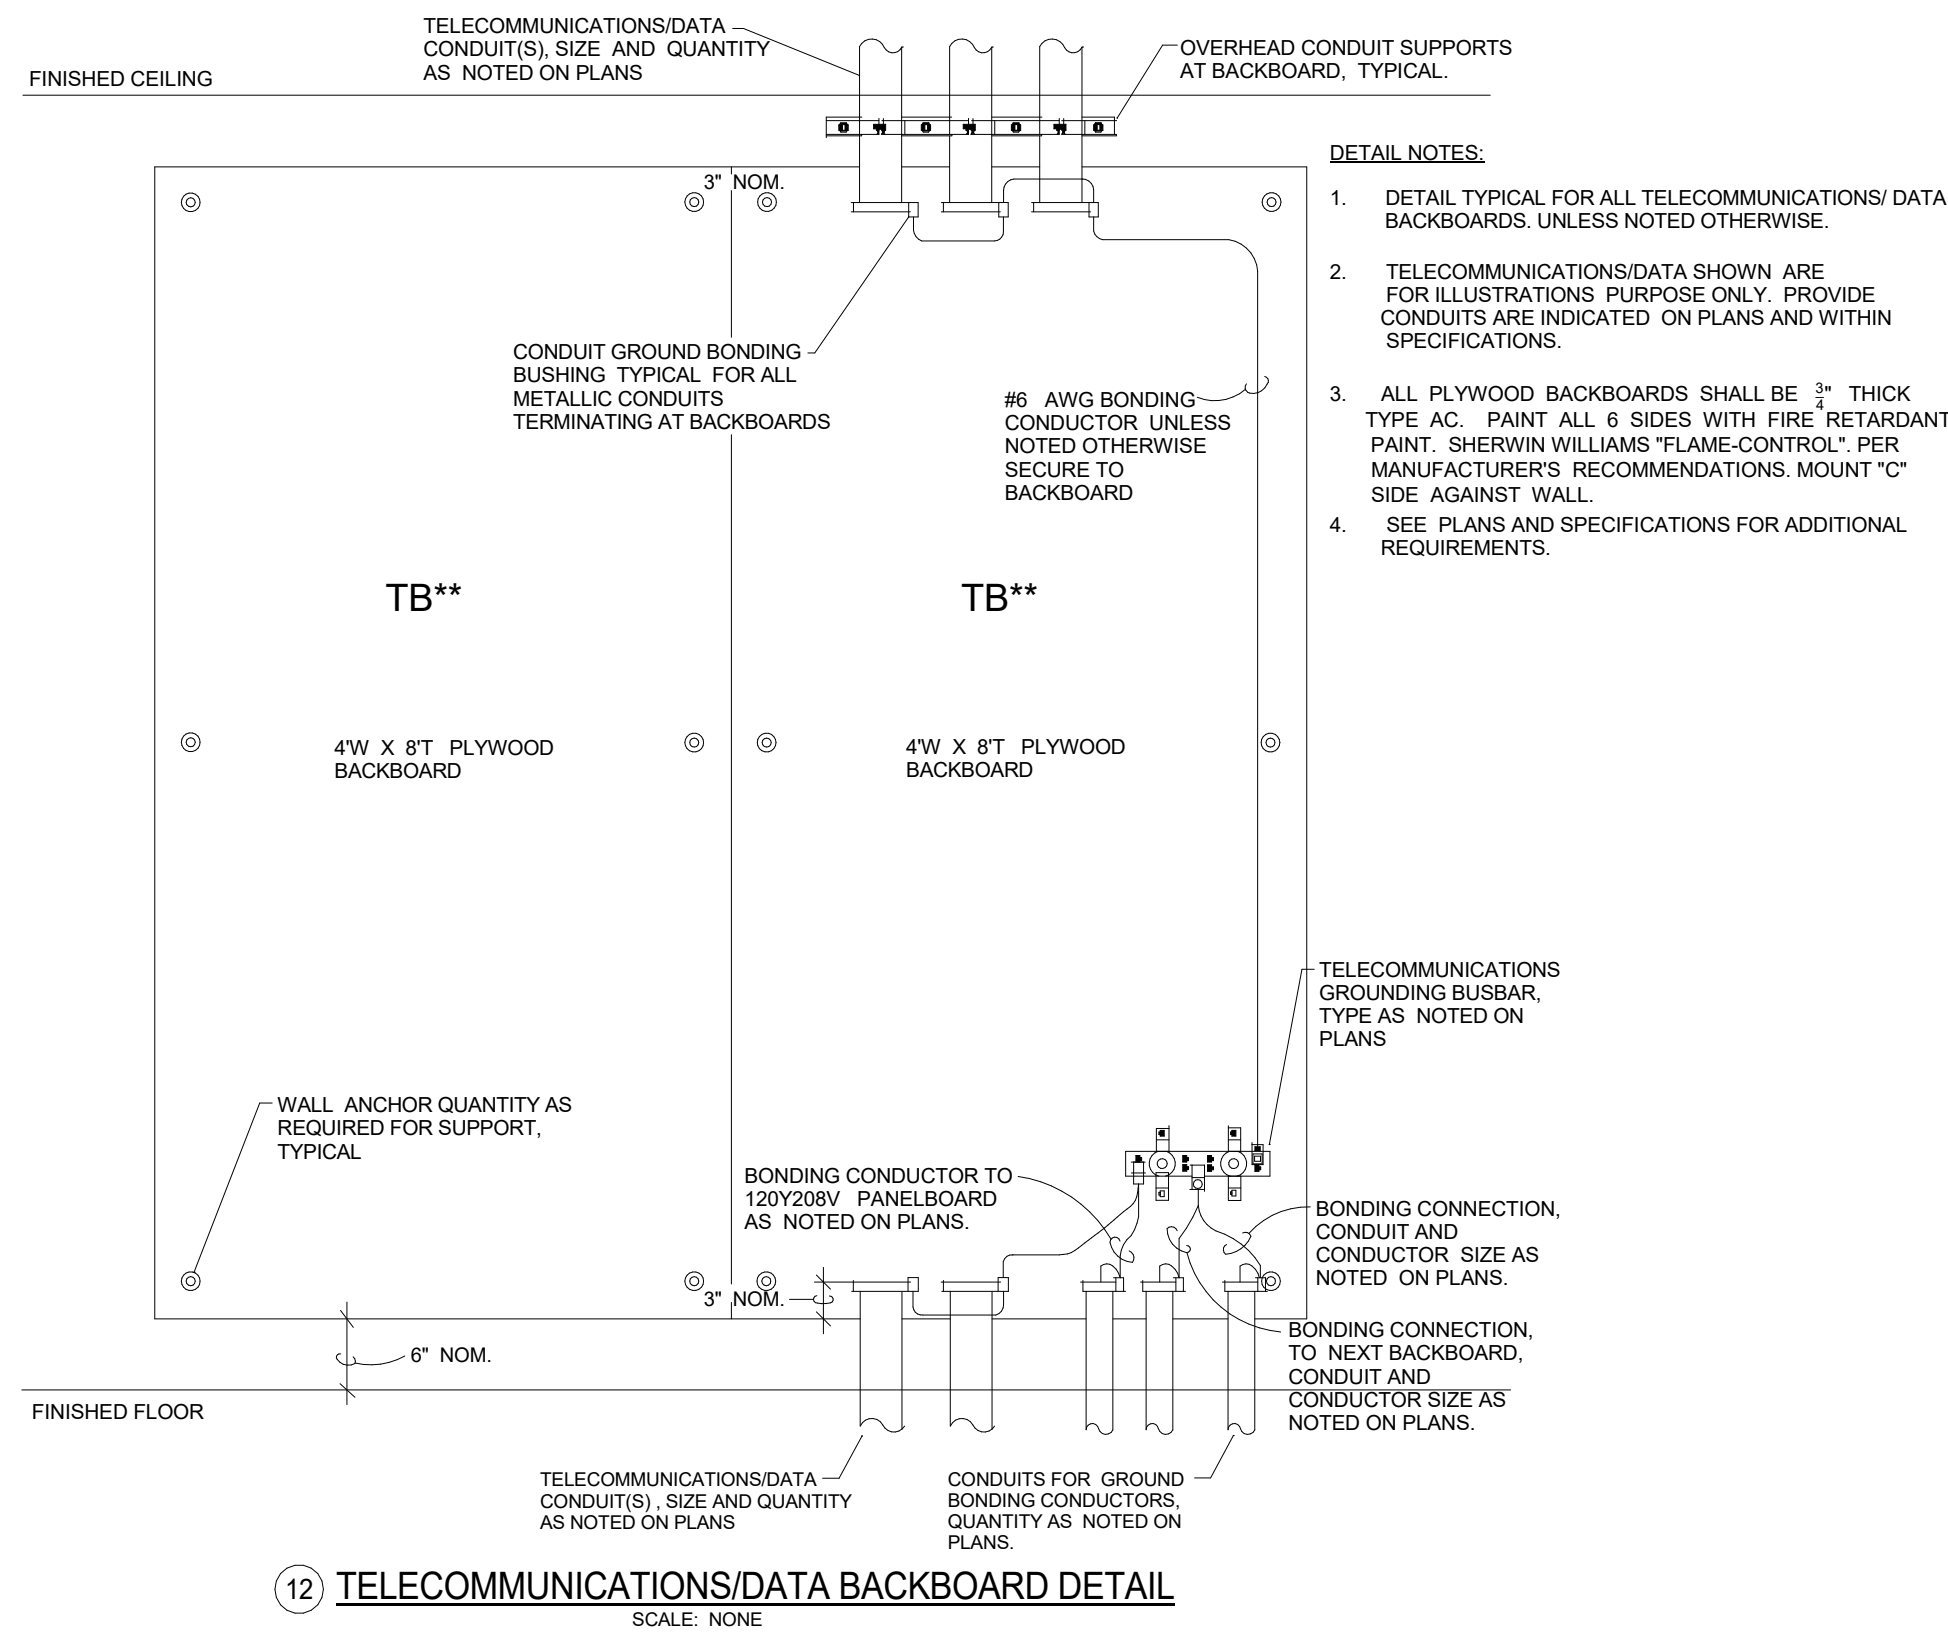 TELECOMMUNICATIONS/DATA
CONDUIT(S), SIZE AND QUANTITY
AS NOTED ON PLANS
OVERHEAD CONDUIT SUPPORTS
AT BACKBOARD, TYPICAL.
FINISHED CEILING
DETAIL NOTES:
1. DETAIL TYPICAL FOR ALL TELECOMMUNICATIONS/ DATA
BACKBOARDS. UNLESS NOTED OTHERWISE.
2. TELECOMMUNICATIONS/DATA SHOWN ARE
FOR ILLUSTRATIONS PURPOSE ONLY. PROVIDE
CONDUITS ARE INDICATED ON PLANS AND WITHIN
SPECIFICATIONS.
3. ALL PLYWOOD BACKBOARDS SHALL BE 3/4" THICK
TYPE AC. PAINT ALL 6 SIDES WITH FIRE RETARDANT
PAINT. SHERWIN WILLIAMS "FLAME-CONTROL". PER
MANUFACTURER'S RECOMMENDATIONS. MOUNT "C"
SIDE AGAINST WALL.
4. SEE PLANS AND SPECIFICATIONS FOR ADDITIONAL
REQUIREMENTS.
3" NOM.
CONDUIT GROUND BONDING
BUSHING TYPICAL FOR ALL
METALLIC CONDUITS
TERMINATING AT BACKBOARDS
#6 AWG BONDING
CONDUCTOR UNLESS
NOTED OTHERWISE
SECURE TO
BACKBOARD
TB**
TB**
4'W X 8'T PLYWOOD
BACKBOARD
4'W X 8'T PLYWOOD
BACKBOARD
TELECOMMUNICATIONS
GROUNDING BUSBAR,
TYPE AS NOTED ON
PLANS
WALL ANCHOR QUANTITY AS
REQUIRED FOR SUPPORT,
TYPICAL
BONDING CONDUCTOR TO
120Y208V PANELBOARD
AS NOTED ON PLANS.
BONDING CONNECTION,
CONDUIT AND
CONDUCTOR SIZE AS
NOTED ON PLANS.
3" NOM.
BONDING CONNECTION,
TO NEXT BACKBOARD,
CONDUIT AND
CONDUCTOR SIZE AS
NOTED ON PLANS.
6" NOM.
FINISHED FLOOR
TELECOMMUNICATIONS/DATA
CONDUIT(S) , SIZE AND QUANTITY
AS NOTED ON PLANS
CONDUITS FOR GROUND
BONDING CONDUCTORS,
QUANTITY AS NOTED ON
PLANS.
12 TELECOMMUNICATIONS/DATA BACKBOARD DETAIL
SCALE: NONE